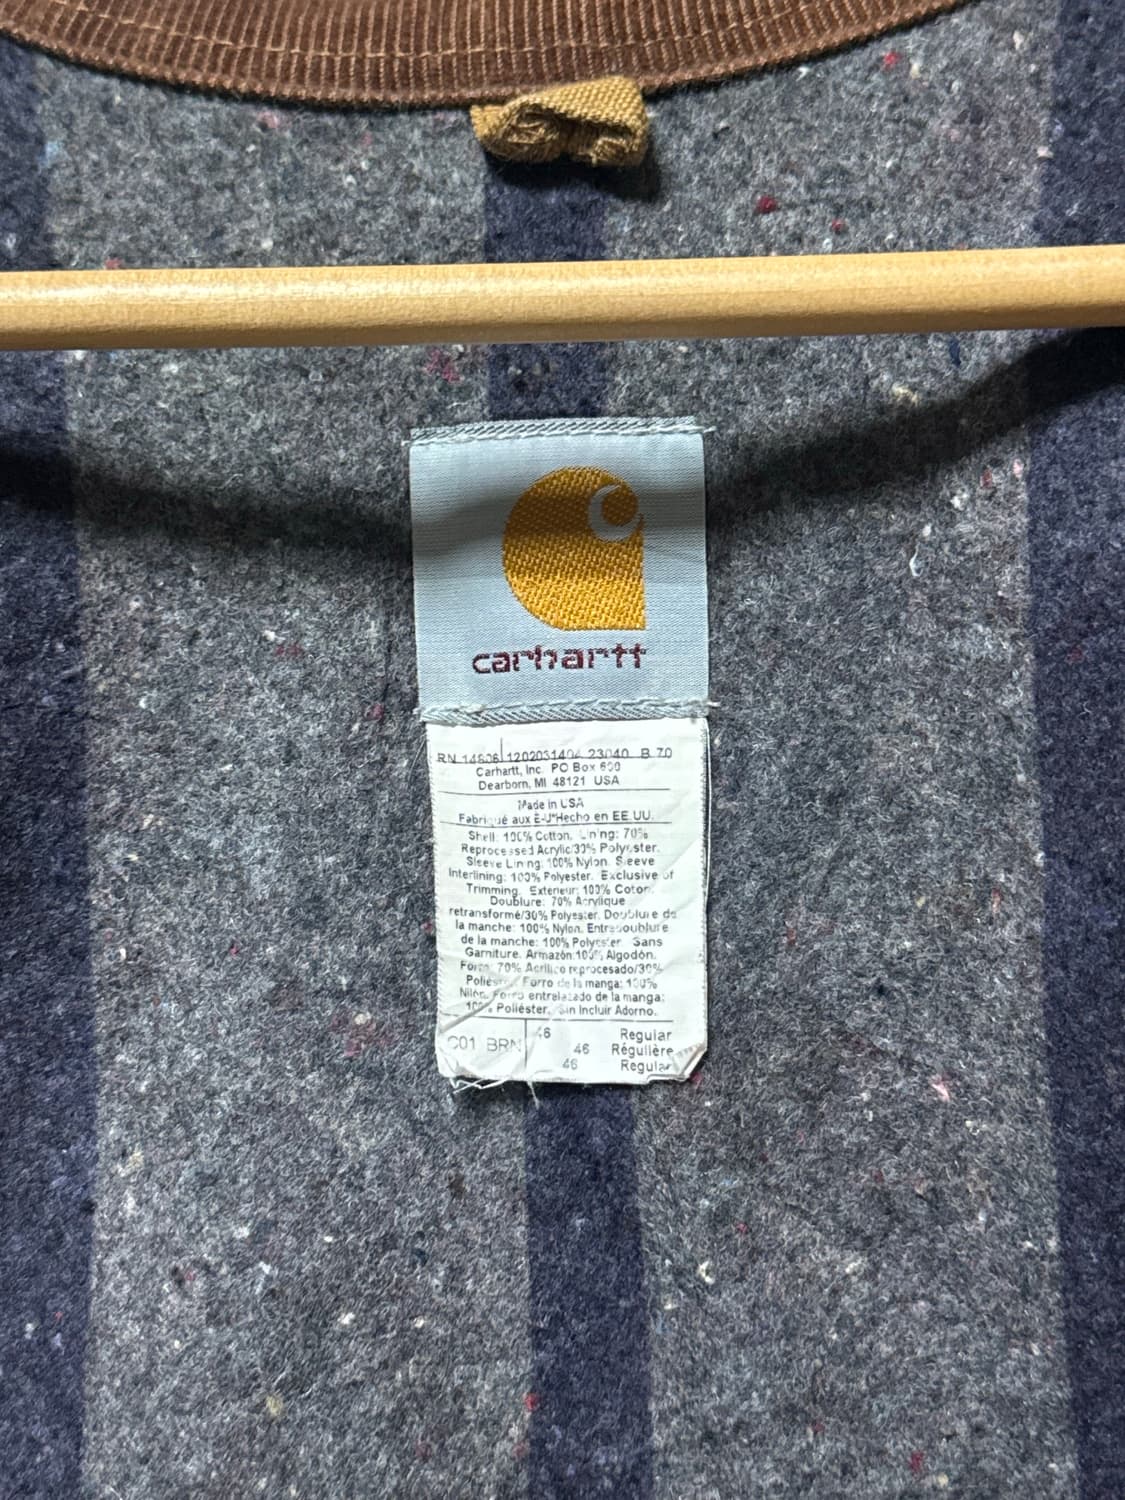 carhartt
RN 14806 1202031404 23040 B 70
Carhartt, Inc. PO Box 600
Dearborn, MI 48121 USA
Made in USA
Fabriqué aux E-U*Hecho en EE.UU.
Shell: 100% Cotton. Lining: 70%
Reprocessed Acrylic/30% Polyester.
Sleeve Lining: 100% Nylon. Sleeve
Interlining: 100% Polyester. Exclusive of
Trimming. Exterieur: 100% Coton.
Doublure: 70% Acrylique
retransformé/30% Polyester. Doublure de
la manche: 100% Nylon. Entredoublure
de la manche: 100% Polyester. Sans
Garniture. Armazón:100% Algodón.
Forro: 70% Acrílico reprocesado/30%
Poliéster. Forro de la manga: 100%
Nilón. Forro entrelazado de la manga:
100% Poliéster. Sin Incluir Adorno.
C01 BRN
46 Regular
46 Régulière
46 Regular